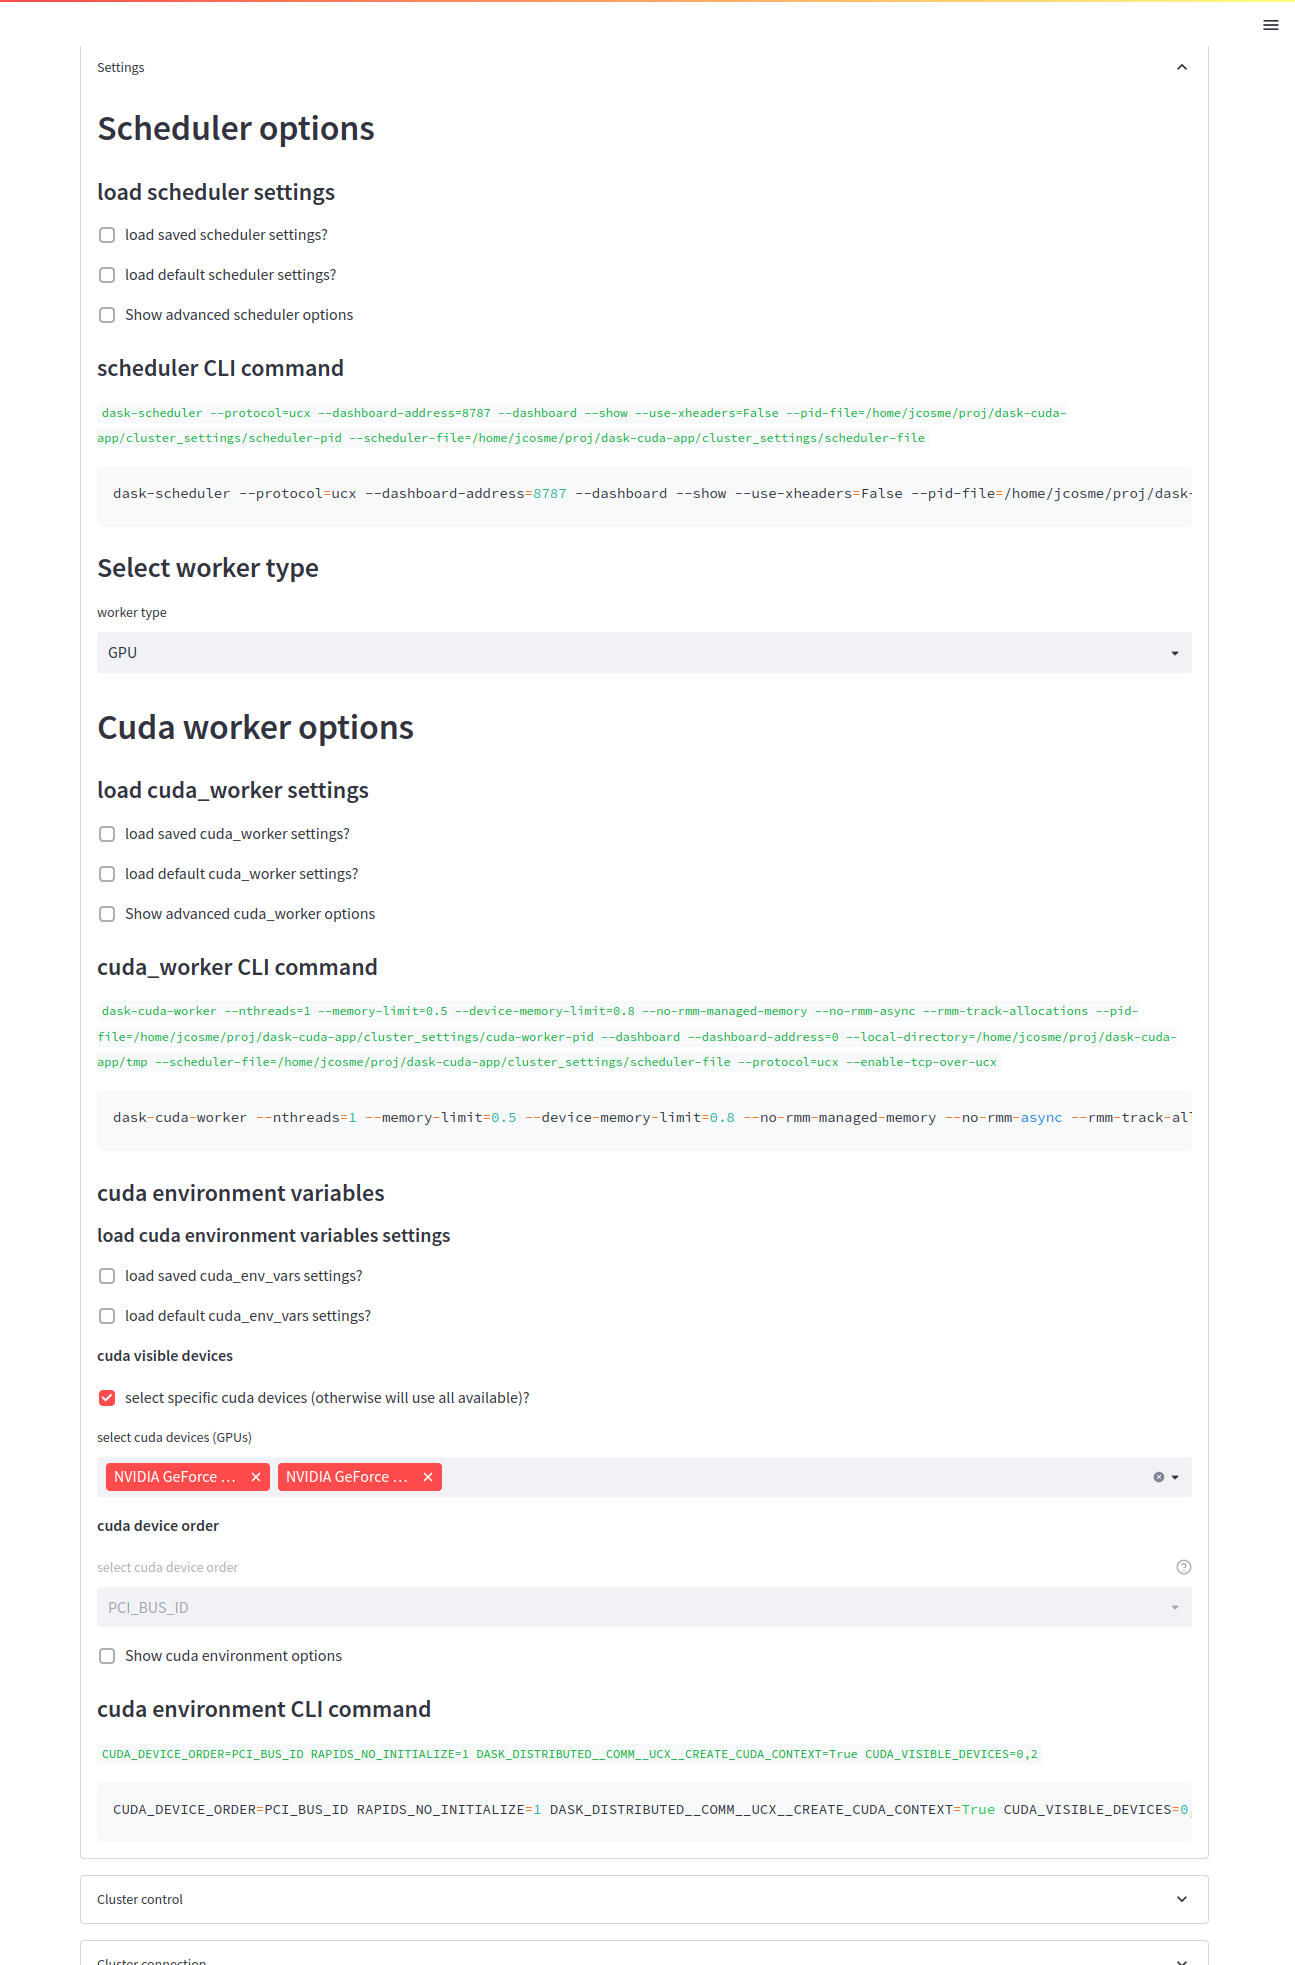 Settings
Scheduler options
load scheduler settings
load saved scheduler settings?
load default scheduler settings?
Show advanced scheduler options
scheduler CLI command
dask-scheduler --protocol=ucx --dashboard-address=8787 --dashboard --show --use-xheaders=False --pid-file=/home/jcosme/proj/dask-cuda-
app/cluster_settings/scheduler-pid --scheduler-file=/home/jcosme/proj/dask-cuda-app/cluster_settings/scheduler-file
dask-scheduler --protocol=ucx --dashboard-address=8787 --dashboard --show --use-xheaders=False --pid-file=/home/jcosme/proj/dask-
Select worker type
worker type
GPU
Cuda worker options
load cuda_worker settings
load saved cuda_worker settings?
load default cuda_worker settings?
Show advanced cuda_worker options
cuda_worker CLI command
dask-cuda-worker --nthreads=1 --memory-limit=0.5 --device-memory-limit=0.8 --no-rmm-managed-memory --no-rmm-async --rmm-track-allocations --pid-
file=/home/jcosme/proj/dask-cuda-app/cluster_settings/cuda-worker-pid --dashboard --dashboard-address=0 --local-directory=/home/jcosme/proj/dask-cuda-
app/tmp --scheduler-file=/home/jcosme/proj/dask-cuda-app/cluster_settings/scheduler-file --protocol=ucx --enable-tcp-over-ucx
dask-cuda-worker --nthreads=1 --memory-limit=0.5 --device-memory-limit=0.8 --no-rmm-managed-memory --no-rmm-async --rmm-track-all
cuda environment variables
load cuda environment variables settings
load saved cuda_env_vars settings?
load default cuda_env_vars settings?
cuda visible devices
select specific cuda devices (otherwise will use all available)?
select cuda devices (GPUs)
NVIDIA GeForce ... NVIDIA GeForce ...
cuda device order
select cuda device order
PCI_BUS_ID
Show cuda environment options
cuda environment CLI command
CUDA_DEVICE_ORDER=PCI_BUS_ID RAPIDS_NO_INITIALIZE=1 DASK_DISTRIBUTED__COMM__UCX__CREATE_CUDA_CONTEXT=True CUDA_VISIBLE_DEVICES=0,2
CUDA_DEVICE_ORDER=PCI_BUS_ID RAPIDS_NO_INITIALIZE=1 DASK_DISTRIBUTED__COMM__UCX__CREATE_CUDA_CONTEXT=True CUDA_VISIBLE_DEVICES=0,
Cluster control
Cluster connection